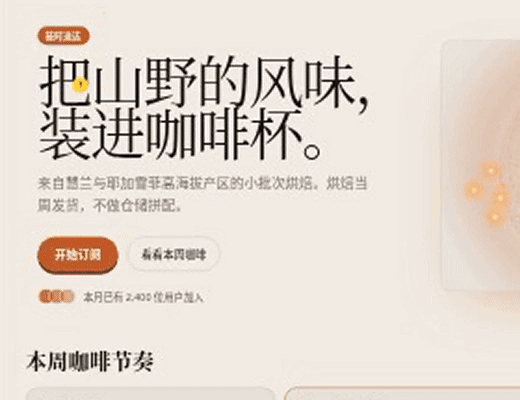 把山野的风味，
装进咖啡杯。
来自慧兰与耶加雪菲高海拔产区的小批次烘焙。烘焙当
周发货，不做仓储拼配。
开始订阅
看看本周咖啡
本月已有 2,400 位用户加入
本周咖啡节奏